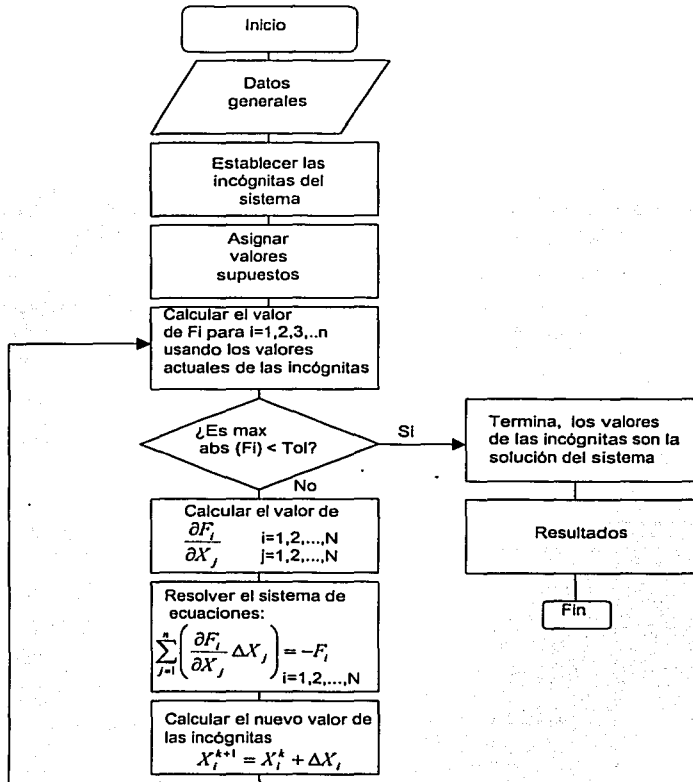 Inicio
Datos
generales
Establecer las
incógnitas del
sistema
Asignar
valores
supuestos
Calcular el valor
de Fi para i=1,2,3,..n
usando los valores
actuales de las incógnitas
¿Es max
abs (Fi) < Tol?
Si
No
Termina, los valores
de las incógnitas son la
solución del sistema
Resultados
Fin
Calcular el valor de
∂F_i/∂X_j i=1,2,...,N
j=1,2,...,N
Resolver el sistema de
ecuaciones:
∑_{j=1}^{n} (∂F_i/∂X_j ΔX_j) = -F_i
i=1,2,...,N
Calcular el nuevo valor de
las incógnitas
X_i^{k+1} = X_i^k + ΔX_i